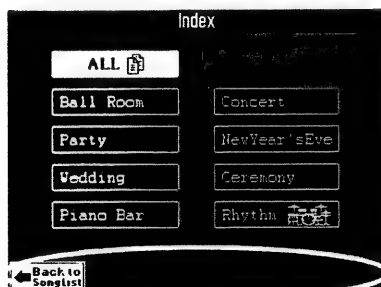 Index
ALL
Ball Room
Concert
Party
NewYear'sEve
Wedding
Ceremony
Piano Bar
Rhythm
Back to
Songlist